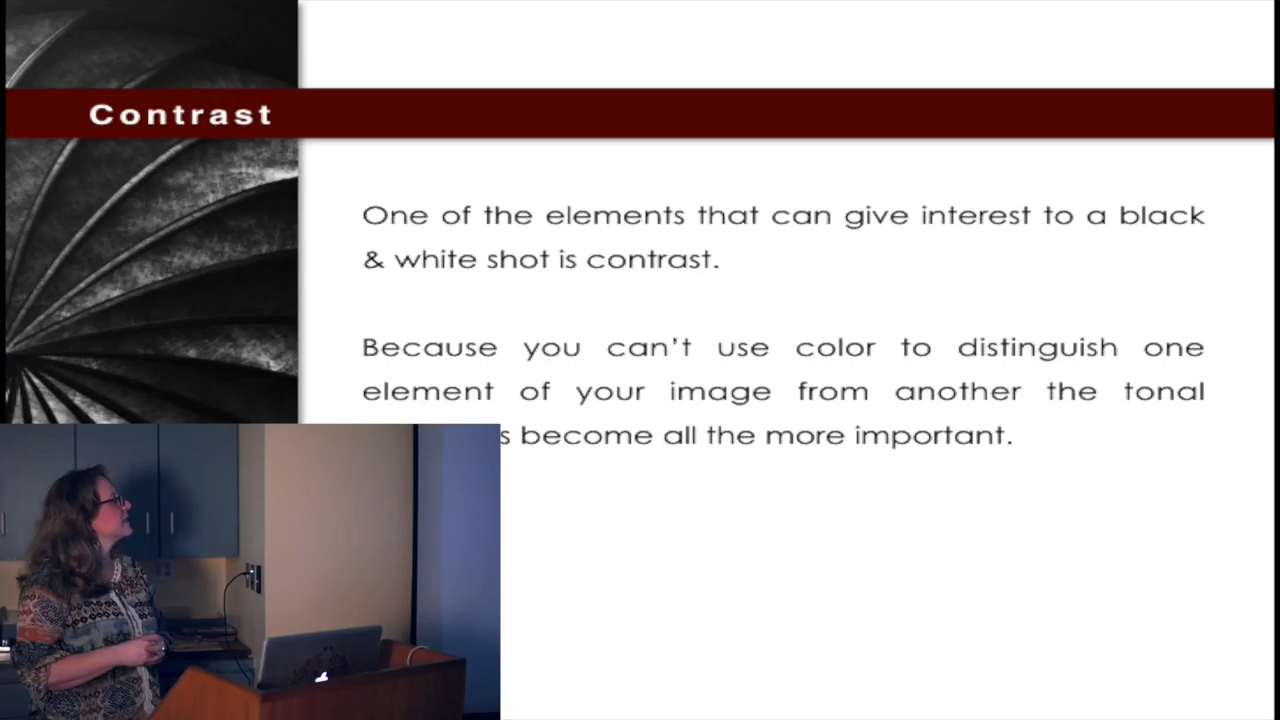 Contrast
One of the elements that can give interest to a black
& white shot is contrast.
Because you can't use color to distinguish one
element of your image from another the tonal
become all the more important.